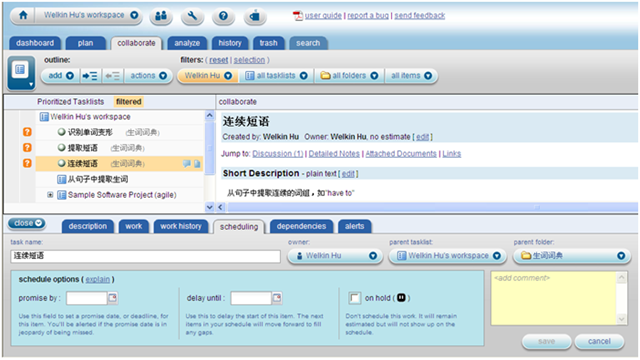 Welkin Hu's workspace
user guide | report a bug | send feedback
dashboard plan collaborate analyze history trash search
outline: filters: ( reset | selection )
add actions Welkin Hu all tasklists all folders all items
Prioritized Tasklists filtered collaborate
Welkin Hu's workspace
识别单词变形 (生词词典)
提取短语 (生词词典)
连续短语 (生词词典)
从句子中提取生词
Sample Software Project (agile)
连续短语
Created by: Welkin Hu Owner: Welkin Hu, no estimate [ edit ]
Jump to: Discussion (1) | Detailed Notes | Attached Documents | Links
Short Description - plain text [ edit ]
从句子中提取连续的词组，如"have to"
close description work work history scheduling dependencies alerts
task name: owner: parent tasklist: parent folder:
连续短语 Welkin Hu Welkin Hu's workspace 生词词典
schedule options ( explain )
promise by :
Use this field to set a promise date, or deadline, for
this item. You'll be alerted if the promise date is in
jeopardy of being missed.
delay until :
Use this to delay the start of this item. The next
items in your schedule will move forward to fill
any gaps.
on hold ( )
Don't schedule this work. It will remain
estimated but will not show up on the
schedule.
<add comment>
save cancel